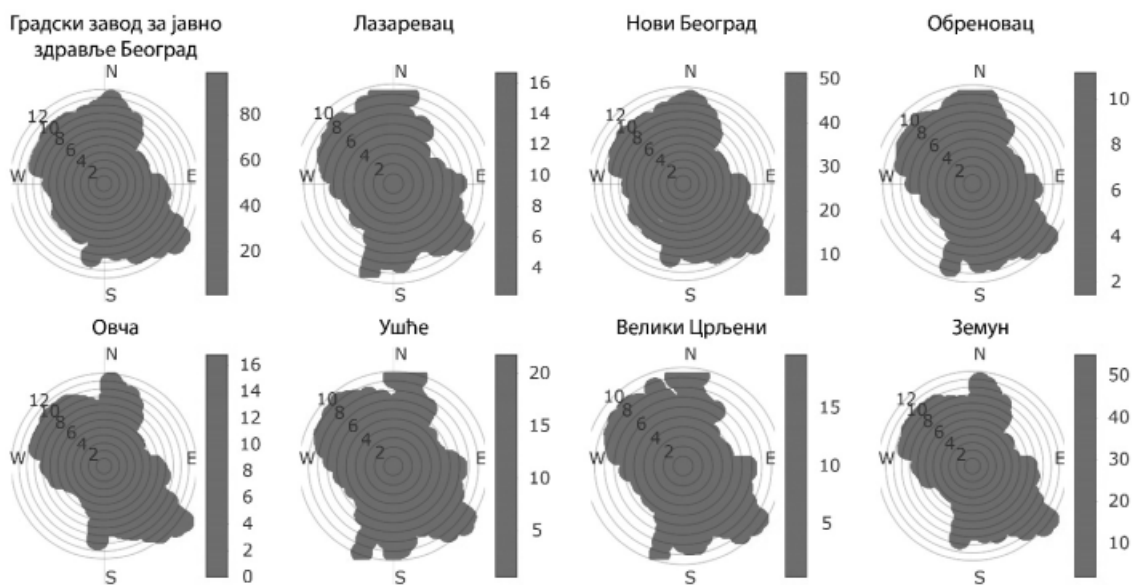 Градски завод за јавно
здравље Београд
N
12
10
8
6
4
2
W
E
S
80
60
40
20
Лазаревац
N
10
8
6
4
2
W
E
S
16
14
12
10
8
6
4
Нови Београд
N
12
10
8
6
4
2
W
E
S
50
40
30
20
10
Обреновац
N
10
8
6
4
2
W
E
S
10
8
6
4
2
Овча
N
12
10
8
6
4
2
W
E
S
16
14
12
10
8
6
4
2
0
Ушће
N
10
8
6
4
2
W
E
S
20
15
10
5
Велики Црљени
N
10
8
6
4
2
W
E
S
15
10
5
Земун
N
12
10
8
6
4
2
W
E
S
50
40
30
20
10